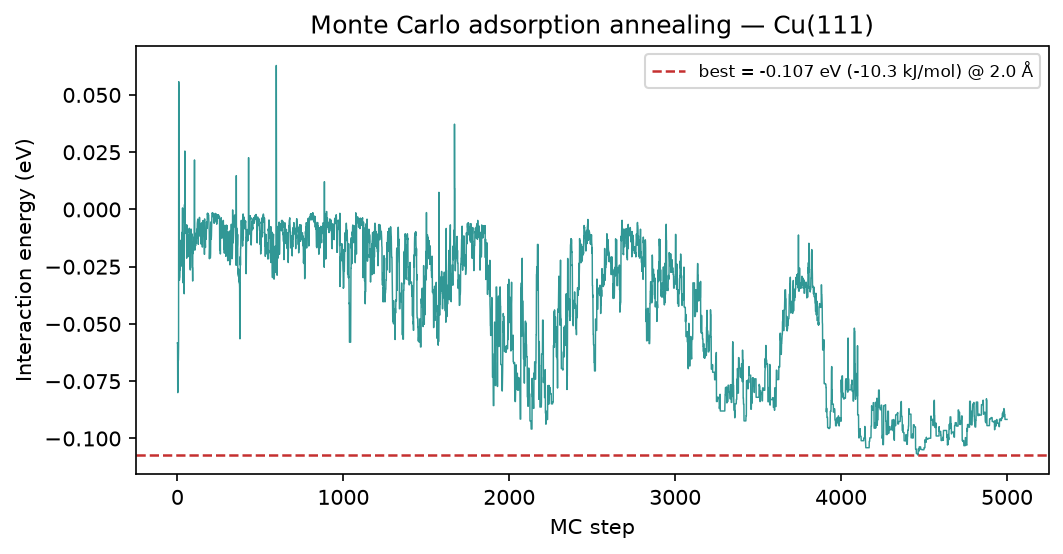 Monte Carlo adsorption annealing — Cu(111)
best = -0.107 eV (-10.3 kJ/mol) @ 2.0 Å
Interaction energy (eV)
0.050
0.025
0.000
−0.025
−0.050
−0.075
−0.100
0 1000 2000 3000 4000 5000
MC step